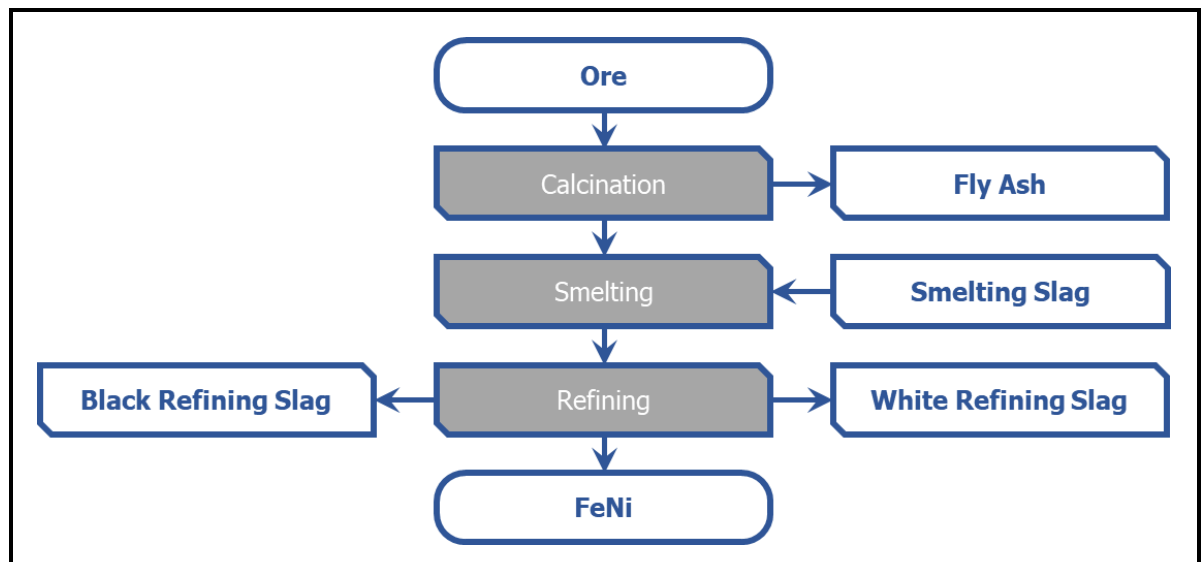 Ore
Calcination
Fly Ash
Smelting
Smelting Slag
Black Refining Slag
Refining
White Refining Slag
FeNi